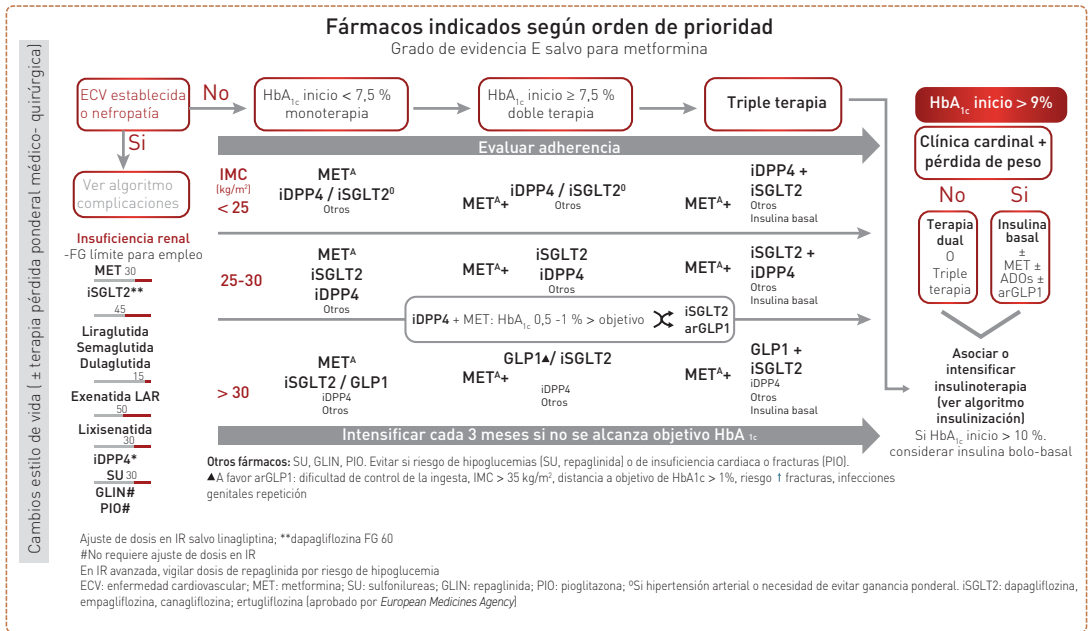 Fármacos indicados según orden de prioridad
Grado de evidencia E salvo para metformina
Cambios estilo de vida ( ± terapia pérdida ponderal médico- quirúrgica)
ECV establecida
o nefropatía
No
HbA1c inicio < 7,5 %
monoterapia
HbA1c inicio ≥ 7,5 %
doble terapia
Triple terapia
Si
Ver algoritmo
complicaciones
Evaluar adherencia
IMC
(kg/m²)
< 25
METᴬ
iDPP4 / iSGLT2⁰
Otros
METᴬ+
iDPP4 / iSGLT2⁰
Otros
METᴬ+
iDPP4 +
iSGLT2
Otros
Insulina basal
25-30
METᴬ
iSGLT2
iDPP4
Otros
METᴬ+
iSGLT2
iDPP4
Otros
METᴬ+
iSGLT2 +
iDPP4
Otros
Insulina basal
iDPP4 + MET: HbA1c 0,5 -1 % > objetivo
iSGLT2
arGLP1
> 30
METᴬ
iSGLT2 / GLP1
iDPP4
Otros
METᴬ+
GLP1▲/ iSGLT2
iDPP4
Otros
METᴬ+
GLP1 +
iSGLT2
iDPP4
Otros
Insulina basal
Intensificar cada 3 meses si no se alcanza objetivo HbA 1c
Insuficiencia renal
-FG límite para empleo
MET 30
iSGLT2**
45
Liraglutida
Semaglutida
Dulaglutida
15
Exenatida LAR
50
Lixisenatida
30
iDPP4*
SU 30
GLIN#
PIO#
HbA1c inicio > 9%
Clínica cardinal +
pérdida de peso
No
Si
Terapia
dual
O
Triple
terapia
Insulina
basal
±
MET ±
ADOs ±
arGLP1
Asociar o
intensificar
insulinoterapia
(ver algoritmo
insulinización)
Si HbA1c inicio > 10 %.
considerar insulina bolo-basal
Otros fármacos: SU, GLIN, PIO. Evitar si riesgo de hipoglucemias (SU, repaglinida) o de insuficiencia cardiaca o fracturas (PIO).
▲A favor arGLP1: dificultad de control de la ingesta, IMC > 35 kg/m², distancia a objetivo de HbA1c > 1%, riesgo ↑ fracturas, infecciones
genitales repetición
Ajuste de dosis en IR salvo linagliptina; **dapagliflozina FG 60
#No requiere ajuste de dosis en IR
En IR avanzada, vigilar dosis de repaglinida por riesgo de hipoglucemia
ECV: enfermedad cardiovascular; MET: metformina; SU: sulfonilureas; GLIN: repaglinida; PIO: pioglitazona; ⁰Si hipertensión arterial o necesidad de evitar ganancia ponderal. iSGLT2: dapagliflozina,
empagliflozina, canagliflozina; ertugliflozina (aprobado por European Medicines Agency)